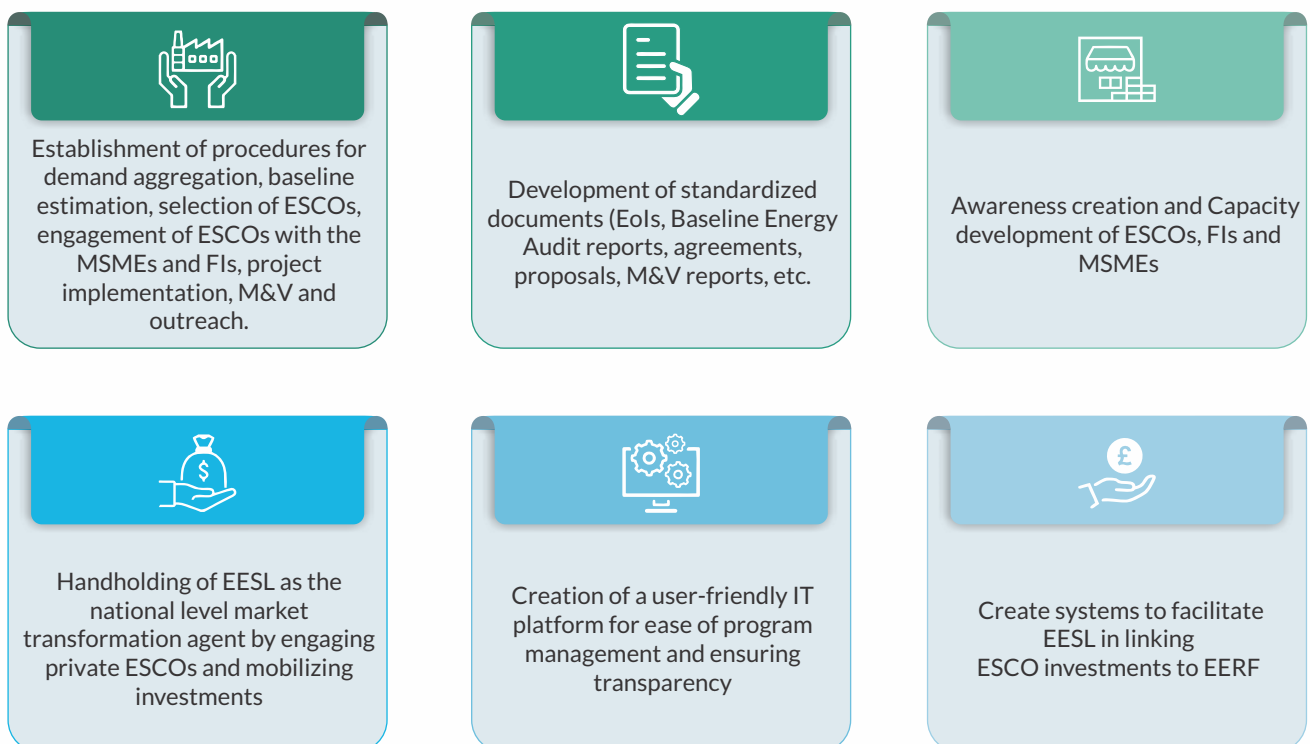 Establishment of procedures for
demand aggregation, baseline
estimation, selection of ESCOs,
engagement of ESCOs with the
MSMEs and FIs, project
implementation, M&V and
outreach.
Development of standardized
documents (EoIs, Baseline Energy
Audit reports, agreements,
proposals, M&V reports, etc.
Awareness creation and Capacity
development of ESCOs, FIs and
MSMEs
$
Handholding of EESL as the
national level market
transformation agent by engaging
private ESCOs and mobilizing
investments
Creation of a user-friendly IT
platform for ease of program
management and ensuring
transparency
£
Create systems to facilitate
EESL in linking
ESCO investments to EERF